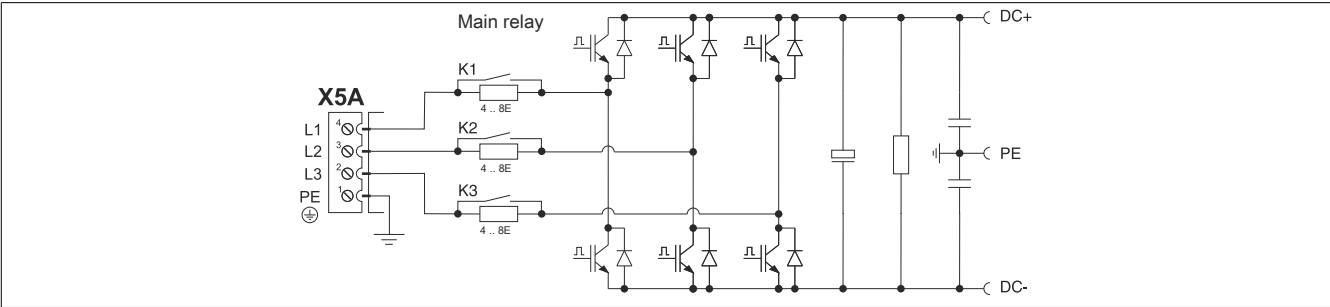 Main relay
DC+
K1
X5A
4 .. 8E
4
L1
K2
3
L2
PE
4 .. 8E
2
L3
K3
1
PE
4 .. 8E
DC-